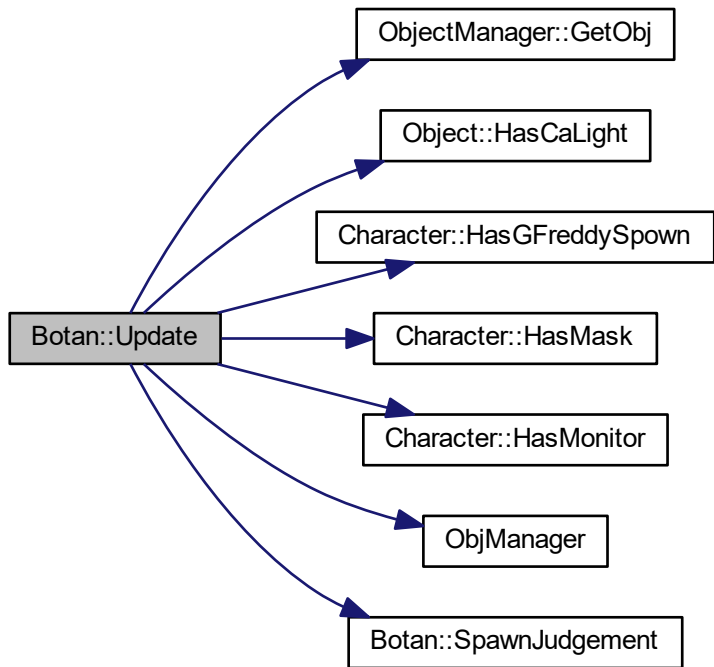 ObjectManager::GetObj
Object::HasCaLight
Character::HasGFreddySpown
Botan::Update
Character::HasMask
Character::HasMonitor
ObjManager
Botan::SpawnJudgement